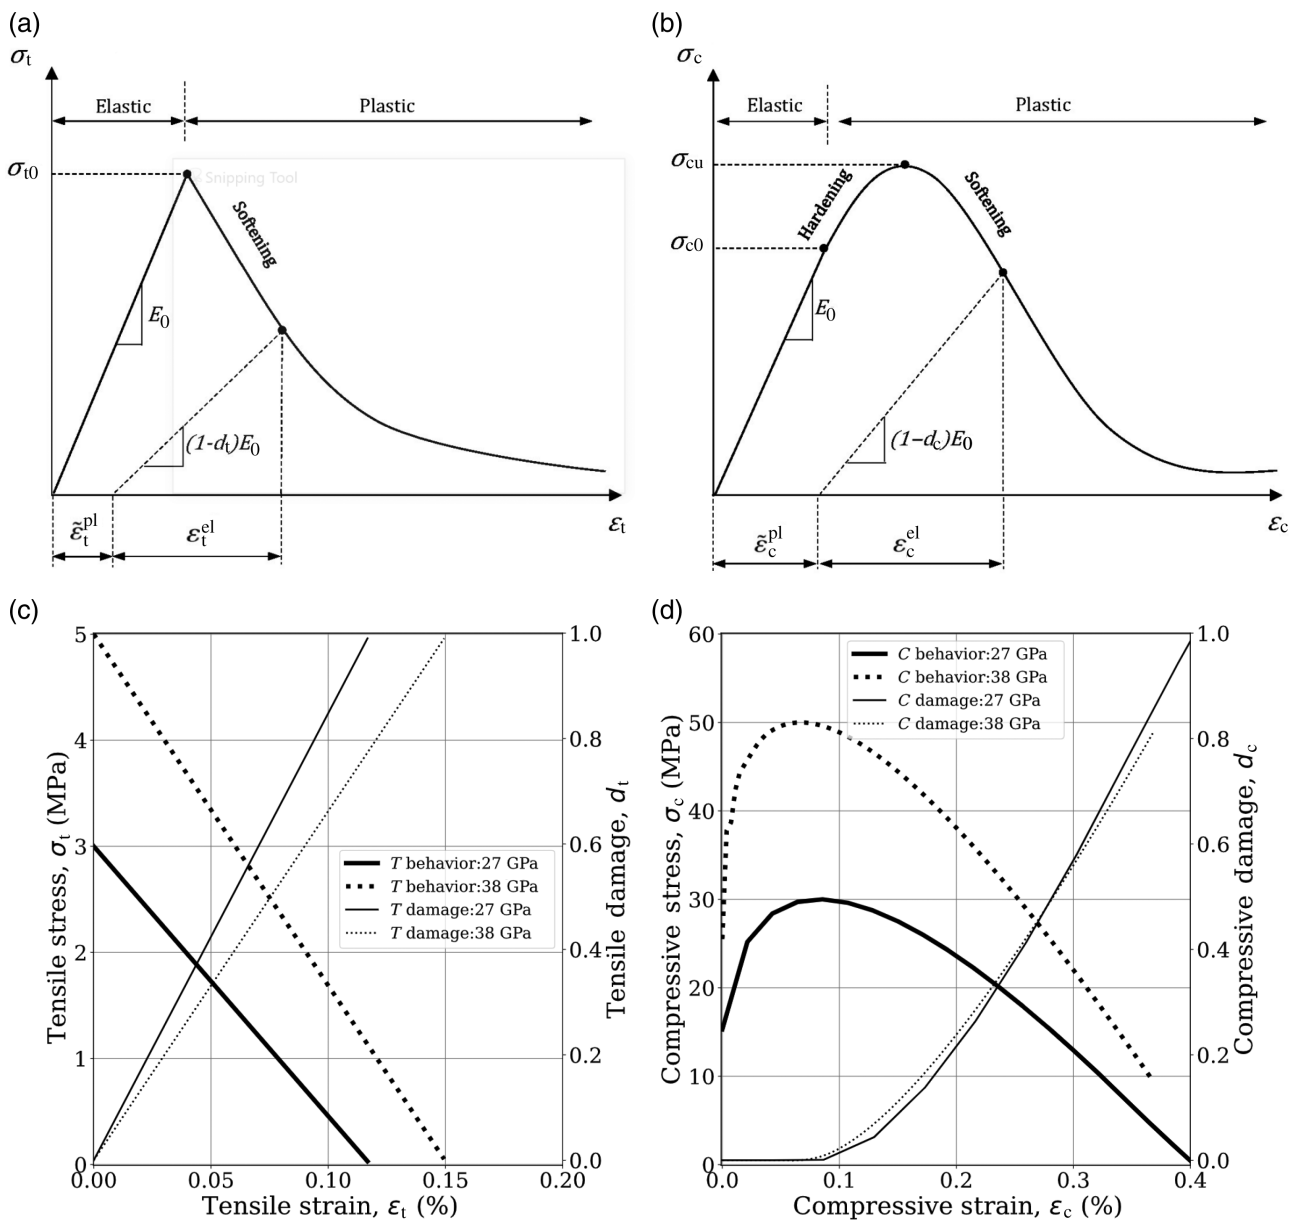 (a)
σt
Elastic
Plastic
σt0
Snipping Tool
Softening
E0
(1-dt)E0
ε̃t^pl
εt^el
εt
(b)
σc
Elastic
Plastic
σcu
Hardening
Softening
σc0
E0
(1−dc)E0
ε̃c^pl
εc^el
εc
(c)
5
4
3
2
1
0
Tensile stress, σt (MPa)
0.00
0.05
0.10
0.15
0.20
Tensile strain, εt (%)
1.0
0.8
0.6
0.4
0.2
0.0
Tensile damage, dt
T behavior:27 GPa
T behavior:38 GPa
T damage:27 GPa
T damage:38 GPa
(d)
60
50
40
30
20
10
0
Compressive stress, σc (MPa)
0.0
0.1
0.2
0.3
0.4
Compressive strain, εc (%)
1.0
0.8
0.6
0.4
0.2
0.0
Compressive damage, dc
C behavior:27 GPa
C behavior:38 GPa
C damage:27 GPa
C damage:38 GPa